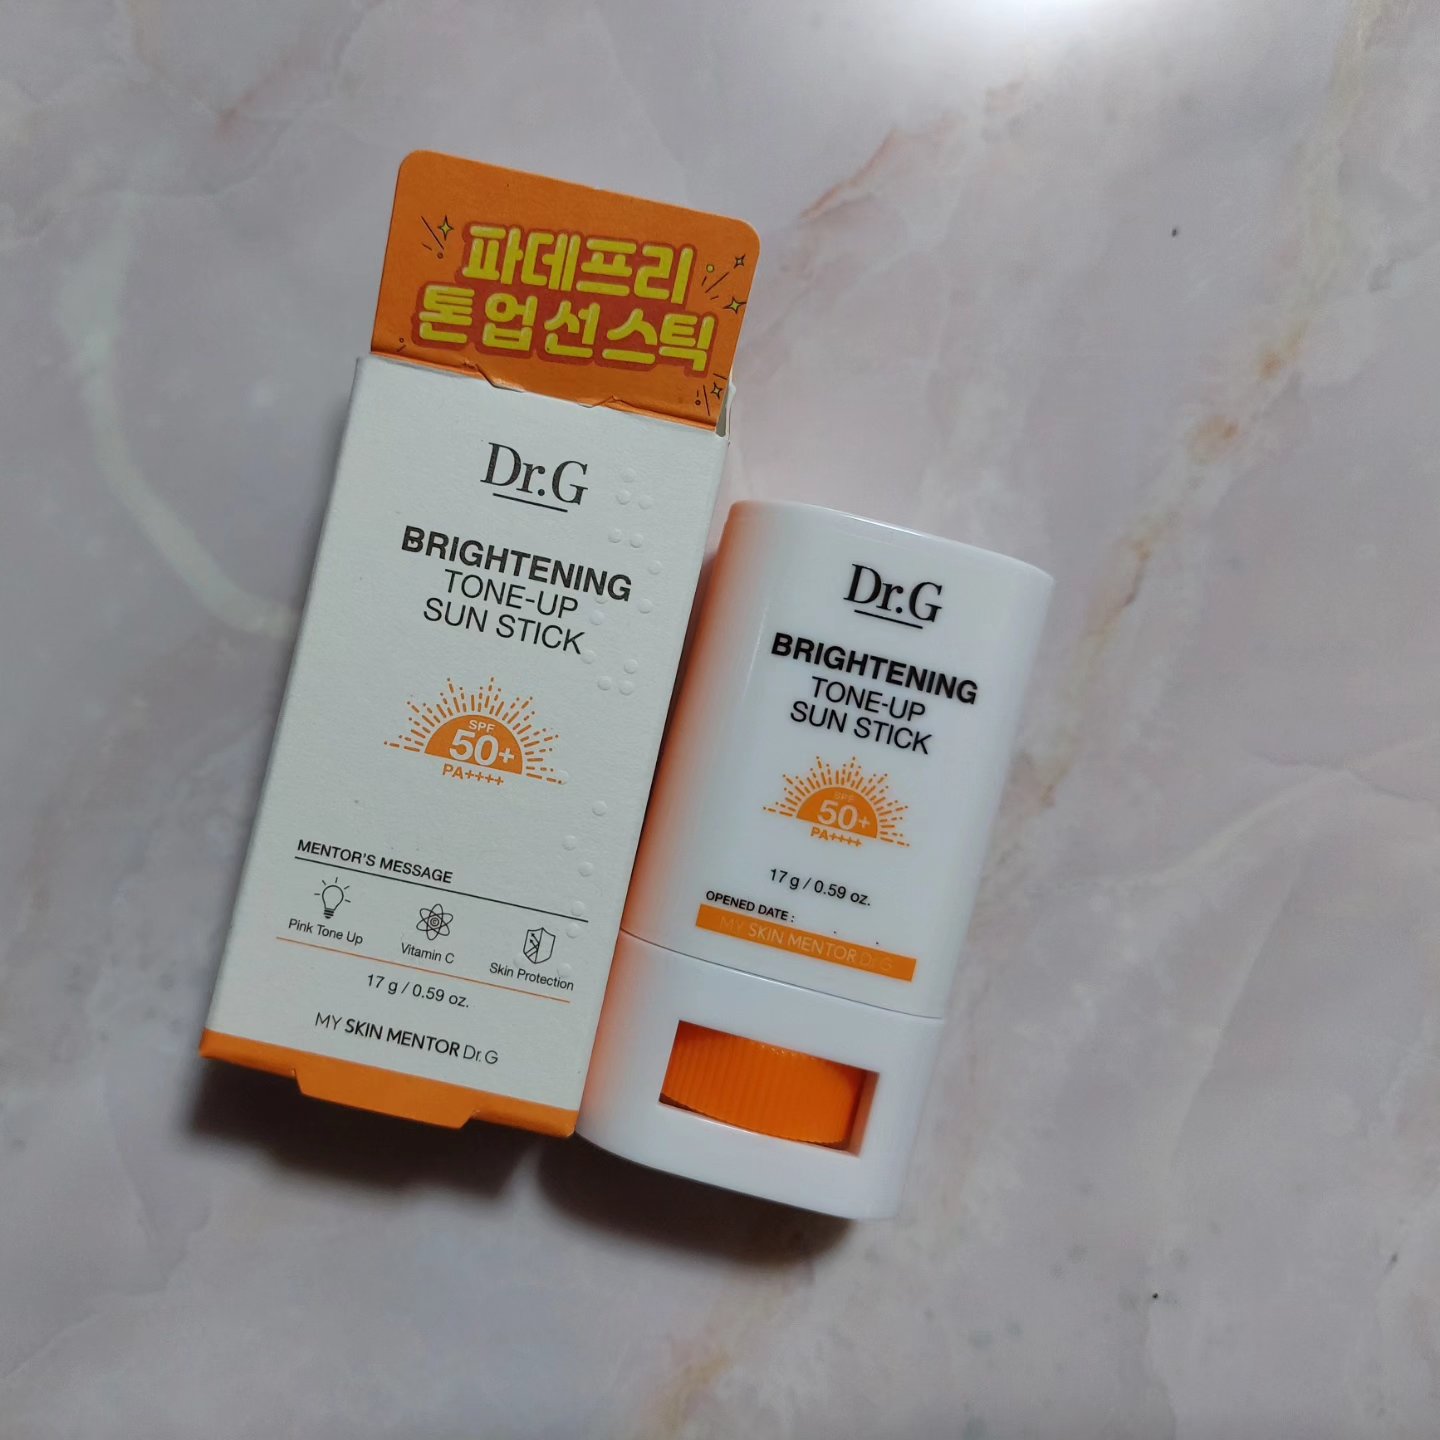 파데프리
톤업선스틱
Dr.G
BRIGHTENING
TONE-UP
SUN STICK
SPF
50+
PA++++
MENTOR'S MESSAGE
Pink Tone Up
Vitamin C
Skin Protection
17 g / 0.59 oz.
MY SKIN MENTOR Dr.G
Dr.G
BRIGHTENING
TONE-UP
SUN STICK
SPF
50+
PA++++
17 g / 0.59 oz.
OPENED DATE :
MY SKIN MENTOR Dr.G